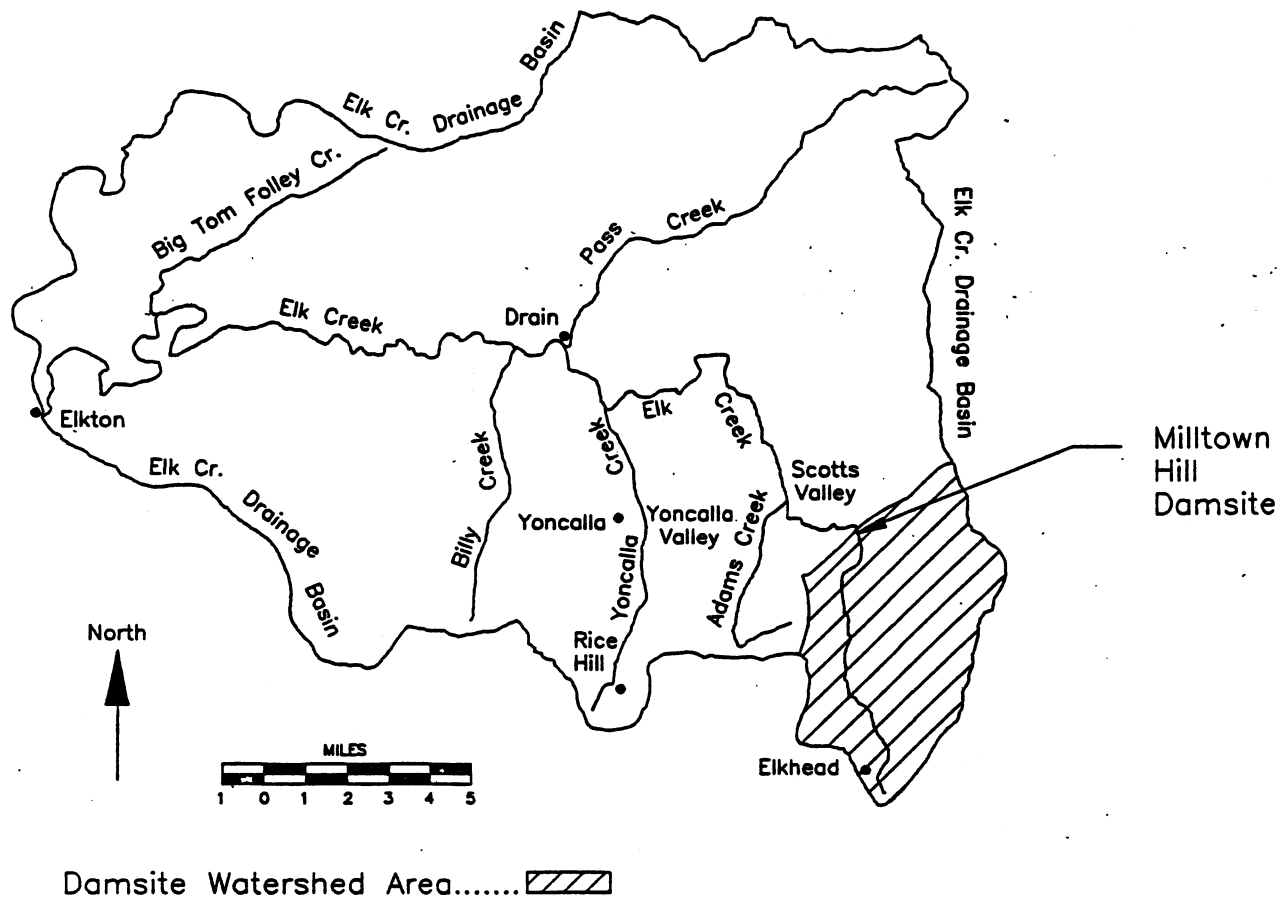 Elk Cr. Drainage Basin
Big Tom Folley Cr.
Pass Creek
Elk Cr. Drainage Basin
Elk Creek
Drain
Elkton
Elk Creek
Creek
Milltown
Hill
Damsite
Elk Cr. Drainage Basin
Billy Creek
Scotts
Valley
Yoncalla
Yoncalla
Valley
Yoncalla
Adams Creek
North
Rice
Hill
Elkhead
MILES
1 0 1 2 3 4 5
Damsite Watershed Area.......